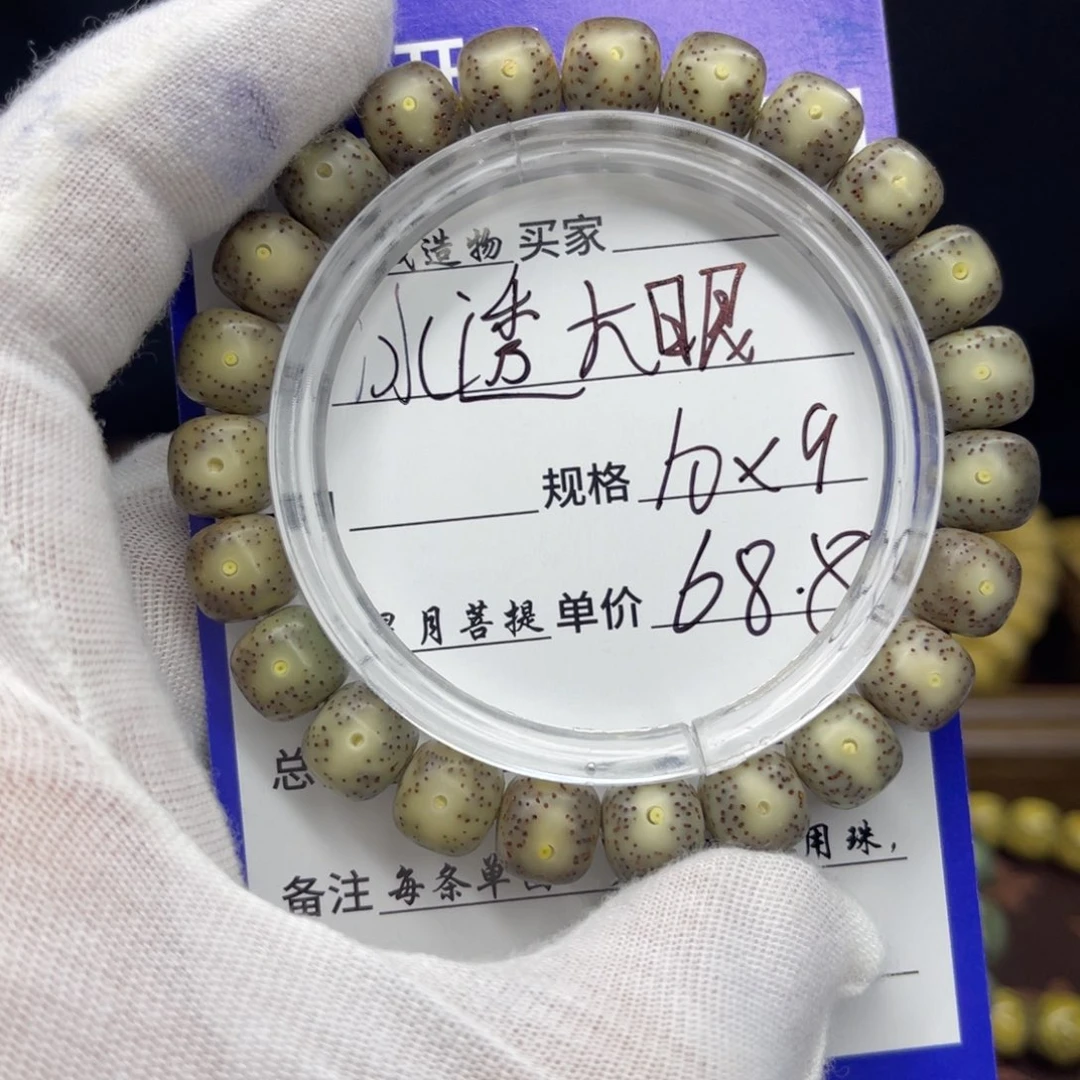 造物 买家
冰透大眼
规格 10×9
月菩提 单价 68.8
总
用珠,
备注 每条单